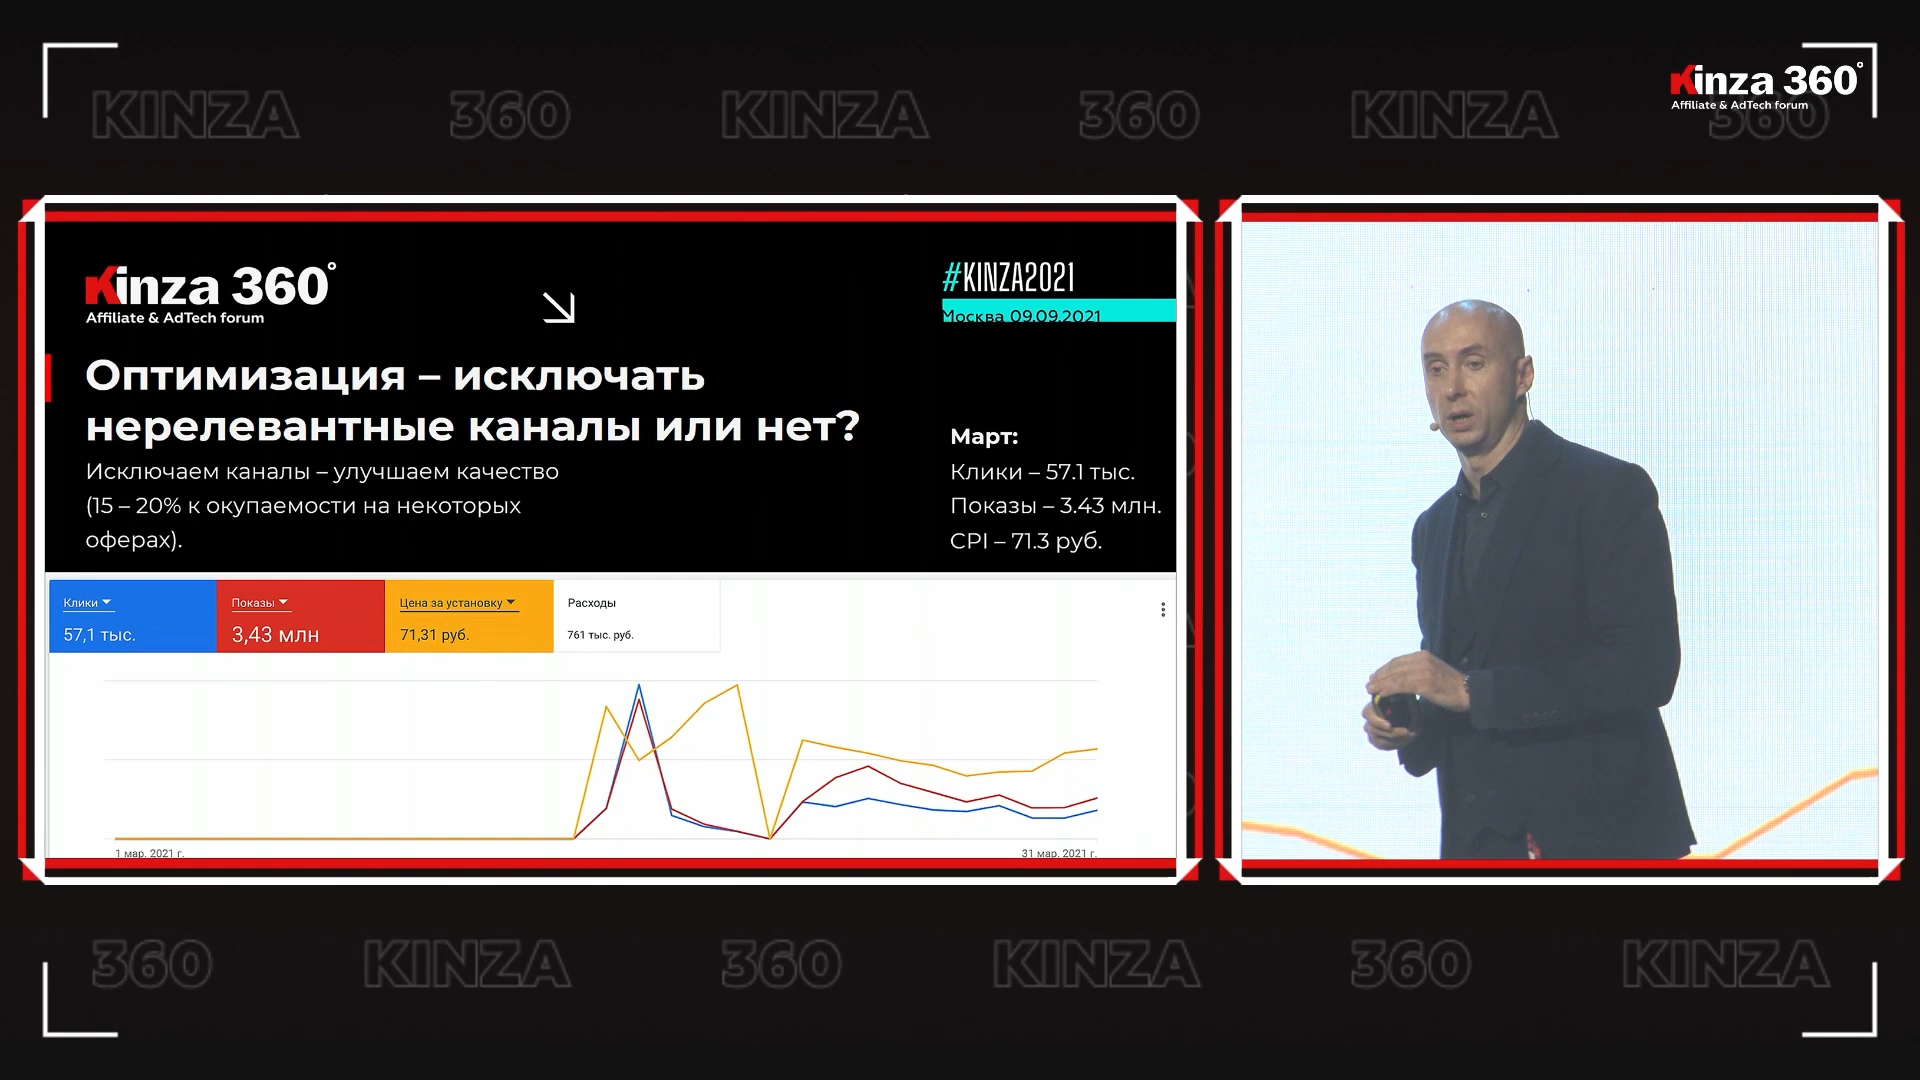 KINZA 360 KINZA 360 KINZA 360
Kinza 360°
Affiliate & AdTech forum
Kinza 360°
Affiliate & AdTech forum
#KINZA2021
Москва 09.09.2021
Оптимизация – исключать
нерелевантные каналы или нет?
Исключаем каналы – улучшаем качество
(15 – 20% к окупаемости на некоторых
оферах).
Март:
Клики – 57.1 тыс.
Показы – 3.43 млн.
CPI – 71.3 руб.
Клики
57,1 тыс.
Показы
3,43 млн
Цена за установку
71,31 руб.
Расходы
761 тыс. руб.
1 мар. 2021 г.
31 мар. 2021 г.
360 KINZA 360 KINZA 360 KINZA